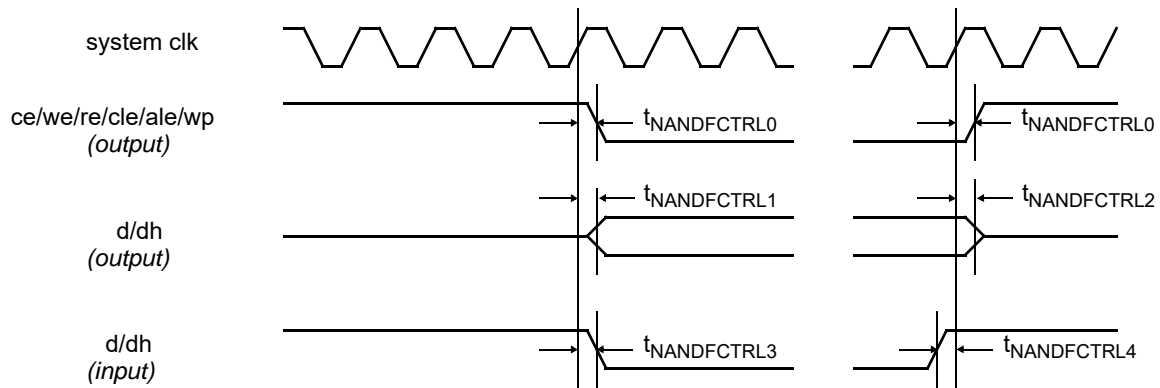 system clk
ce/we/re/cle/ale/wp
(output)
tNANDFCTRL0
tNANDFCTRL0
tNANDFCTRL1
tNANDFCTRL2
d/dh
(output)
d/dh
(input)
tNANDFCTRL3
tNANDFCTRL4